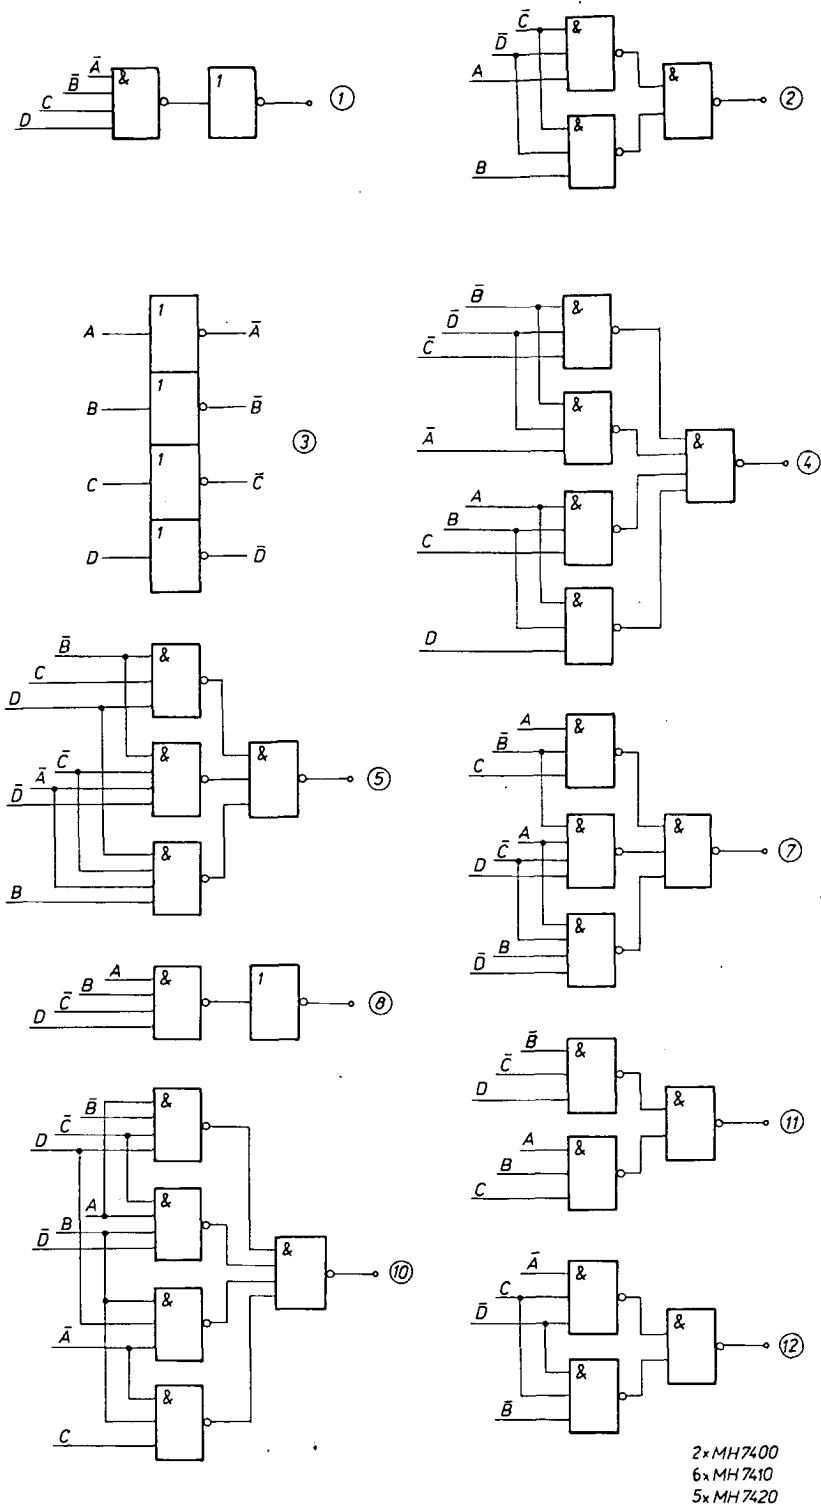 Ā
B̄
C
D
&
1
①
C̄
D̄
A
B
&
&
&
②
A
1
Ā
B
1
B̄
C
1
C̄
D
1
D̄
③
B̄
D̄
C̄
Ā
A
B
C
D
&
&
&
&
&
④
B̄
C
D
C̄
Ā
D̄
B
&
&
&
&
⑤
A
B̄
C
A
C̄
D
B
D̄
&
&
&
&
⑦
A
B
C̄
D
&
1
⑧
B̄
C̄
D
A
B
D̄
Ā
C
&
&
&
&
&
⑩
B̄
C̄
D
A
B
C
&
&
&
⑪
Ā
C
D̄
B̄
&
&
&
⑫
2×MH7400
6×MH7410
5×MH7420